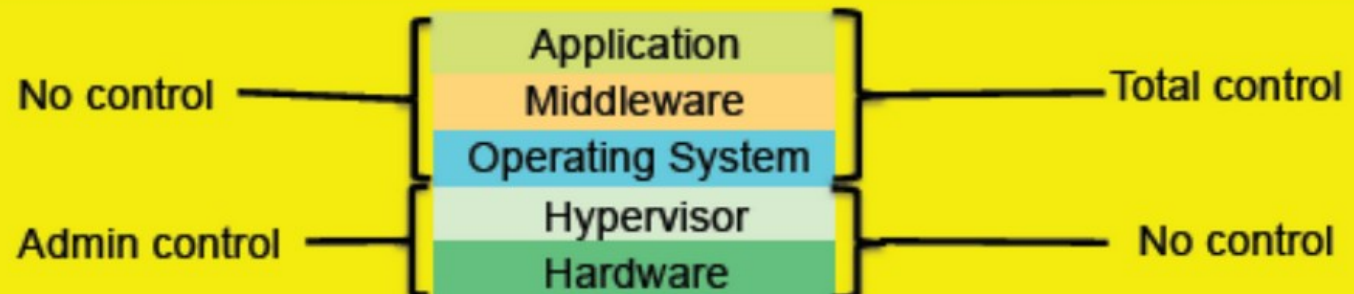 Application
No control
Total control
Middleware
Operating System
Hypervisor
Admin control
No control
Hardware